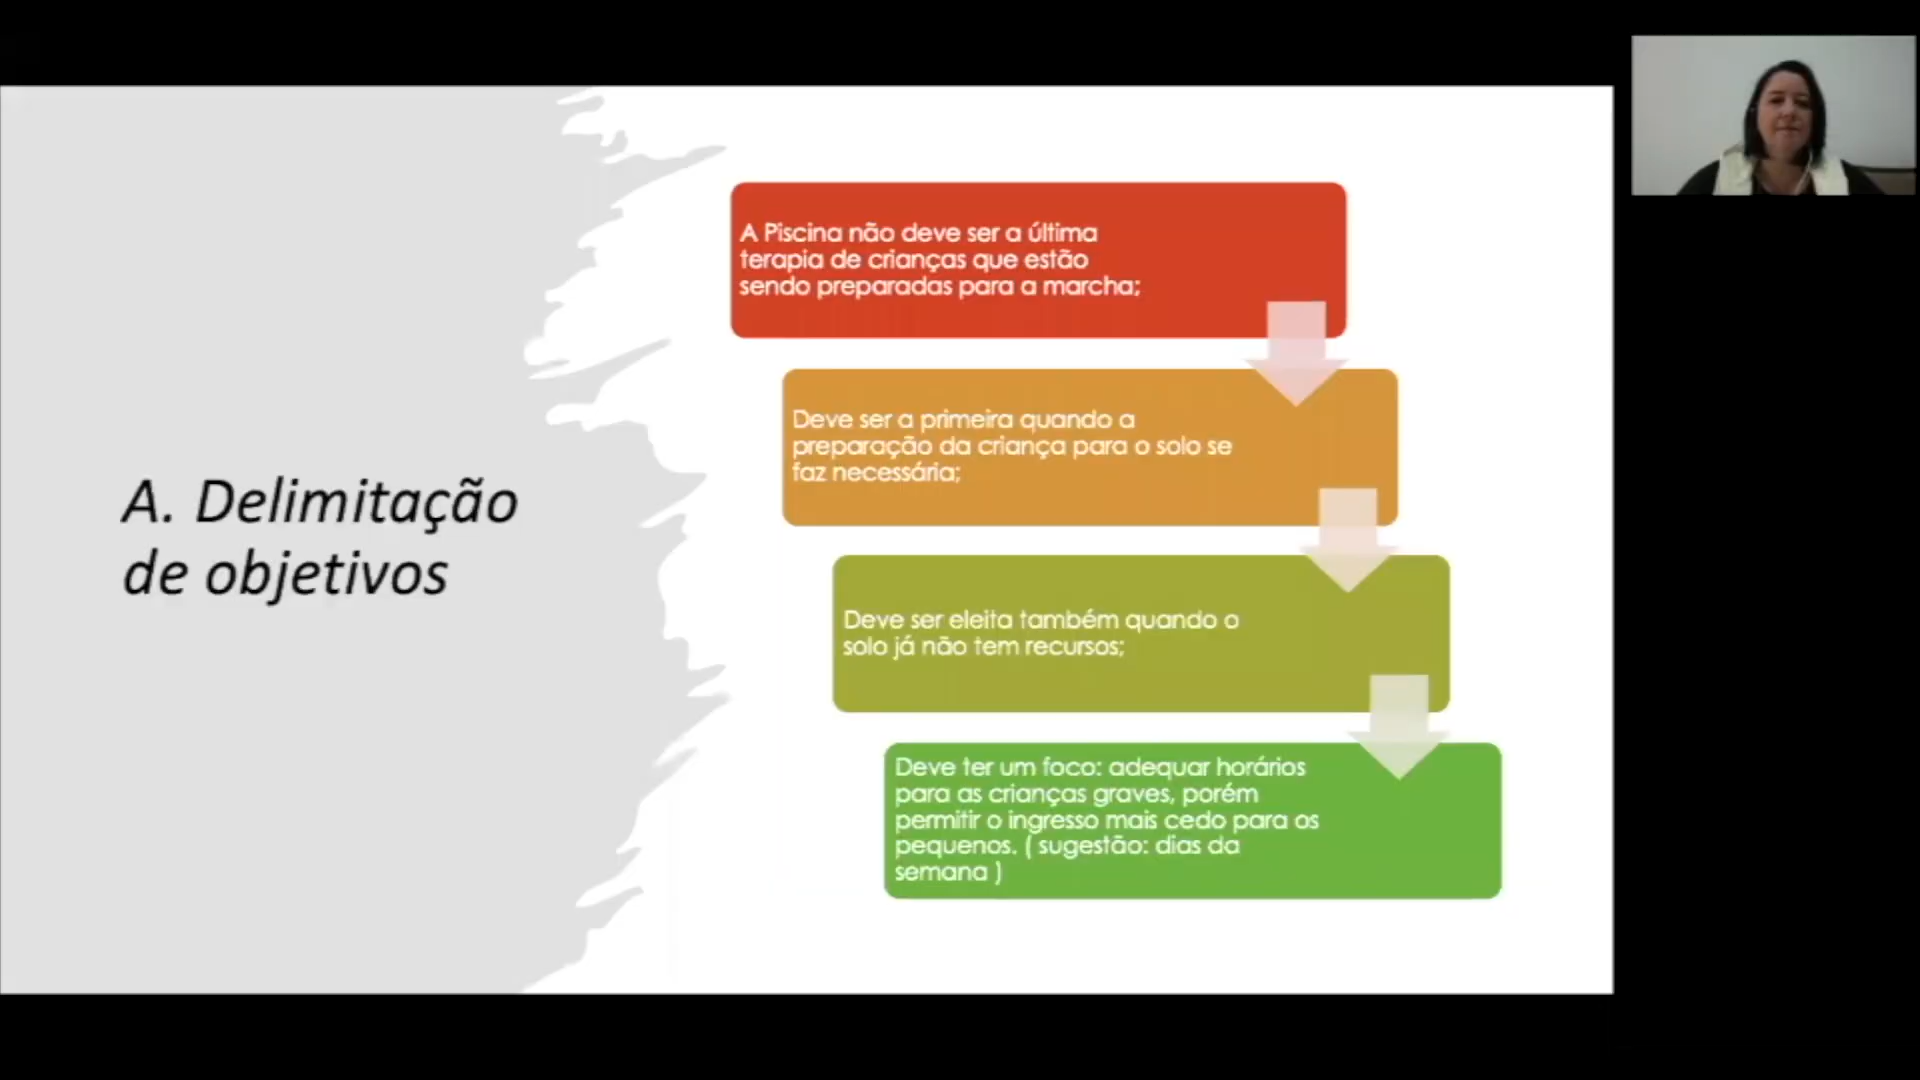 A. Delimitação
de objetivos
A Piscina não deve ser a última
terapia de crianças que estão
sendo preparadas para a marcha;
Deve ser a primeira quando a
preparação da criança para o solo se
faz necessária;
Deve ser eleita também quando o
solo já não tem recursos;
Deve ter um foco: adequar horários
para as crianças graves, porém
permitir o ingresso mais cedo para os
pequenos. ( sugestão: dias da
semana )